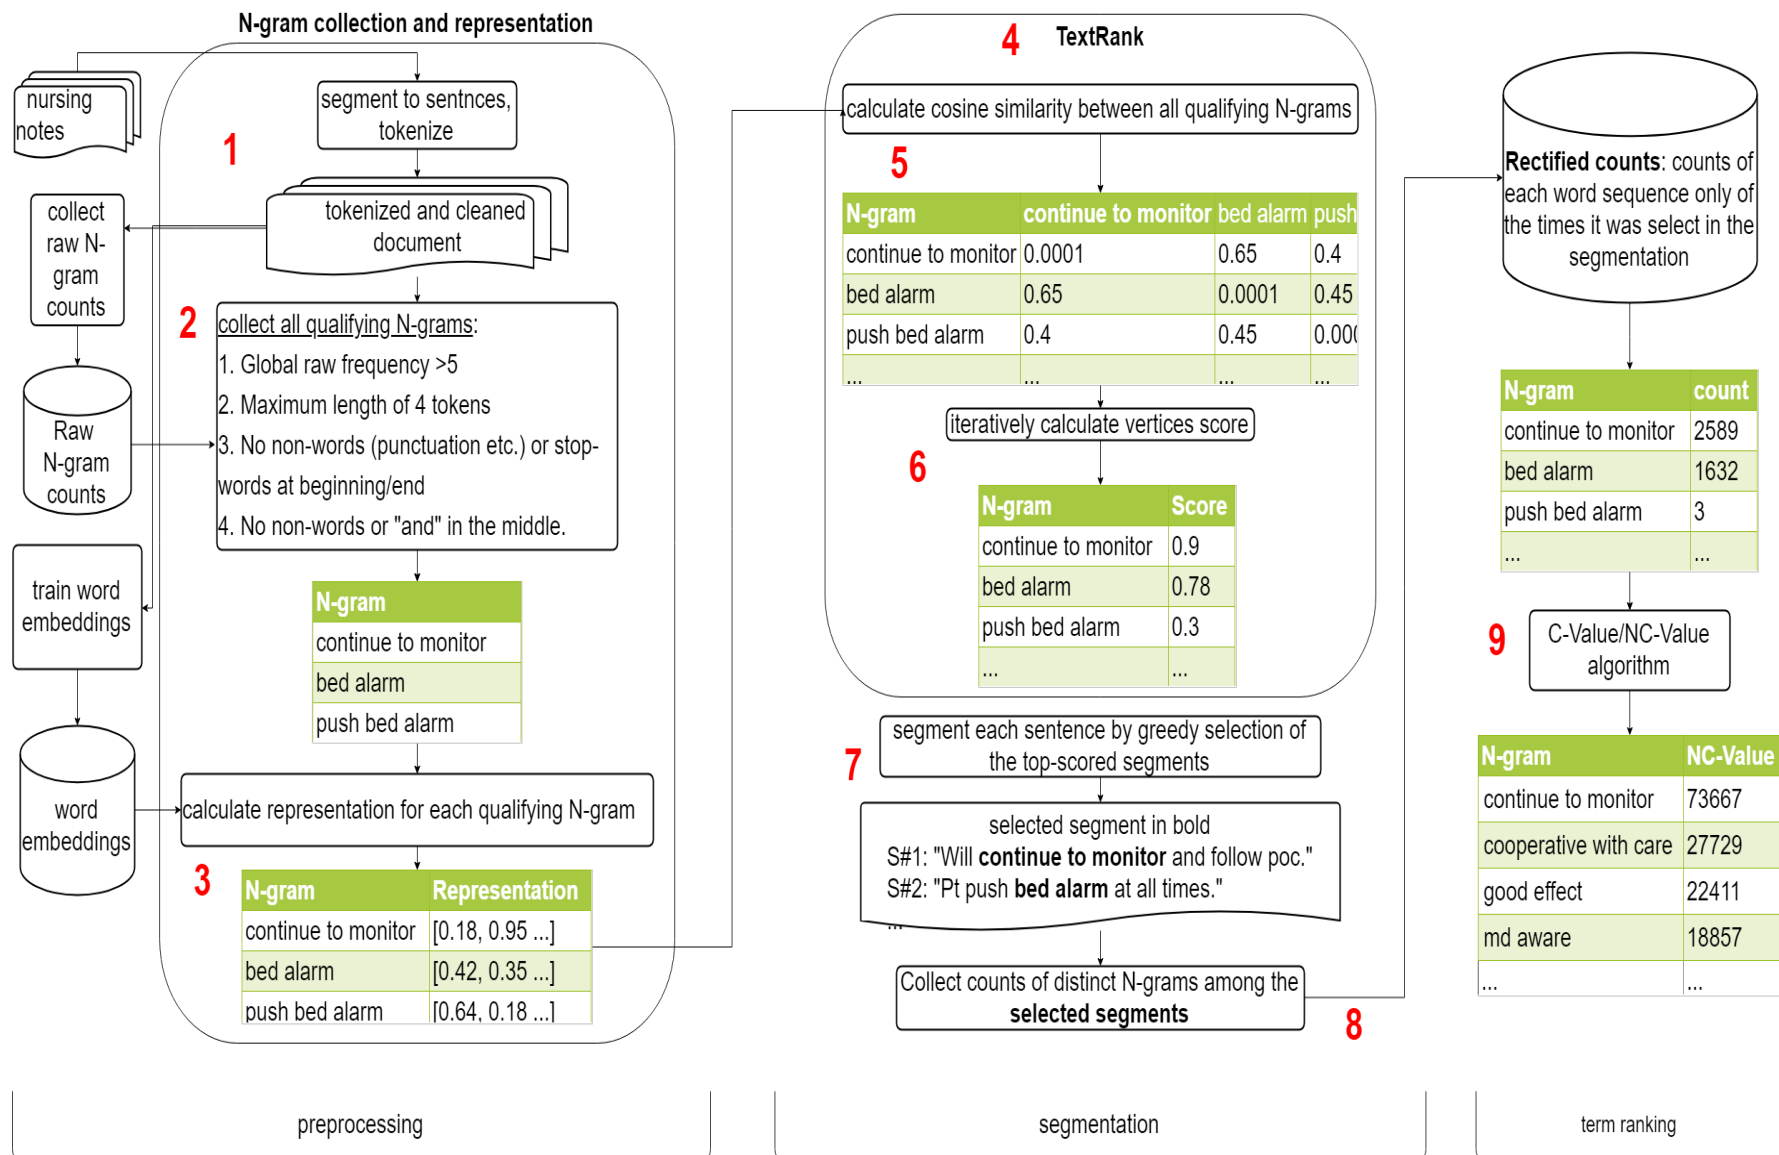 N-gram collection and representation
nursing
notes
segment to sentnces,
tokenize
1
tokenized and cleaned
document
collect
raw N-
gram
counts
2
collect all qualifying N-grams:
1. Global raw frequency >5
2. Maximum length of 4 tokens
3. No non-words (punctuation etc.) or stop-
words at beginning/end
4. No non-words or "and" in the middle.
Raw
N-gram
counts
train word
embeddings
N-gram
continue to monitor
bed alarm
push bed alarm
word
embeddings
calculate representation for each qualifying N-gram
3
N-gram Representation
continue to monitor [0.18, 0.95 ...]
bed alarm [0.42, 0.35 ...]
push bed alarm [0.64, 0.18 ...]
preprocessing
4
TextRank
calculate cosine similarity between all qualifying N-grams
5
N-gram continue to monitor bed alarm push
continue to monitor 0.0001 0.65 0.4
bed alarm 0.65 0.0001 0.45
push bed alarm 0.4 0.45 0.000
... ... ... ...
iteratively calculate vertices score
6
N-gram Score
continue to monitor 0.9
bed alarm 0.78
push bed alarm 0.3
... ...
segment each sentence by greedy selection of
the top-scored segments
7
selected segment in bold
S#1: "Will continue to monitor and follow poc."
S#2: "Pt push bed alarm at all times."
...
Collect counts of distinct N-grams among the
selected segments
8
segmentation
Rectified counts: counts of
each word sequence only of
the times it was select in the
segmentation
N-gram count
continue to monitor 2589
bed alarm 1632
push bed alarm 3
... ...
9
C-Value/NC-Value
algorithm
N-gram NC-Value
continue to monitor 73667
cooperative with care 27729
good effect 22411
md aware 18857
... ...
term ranking